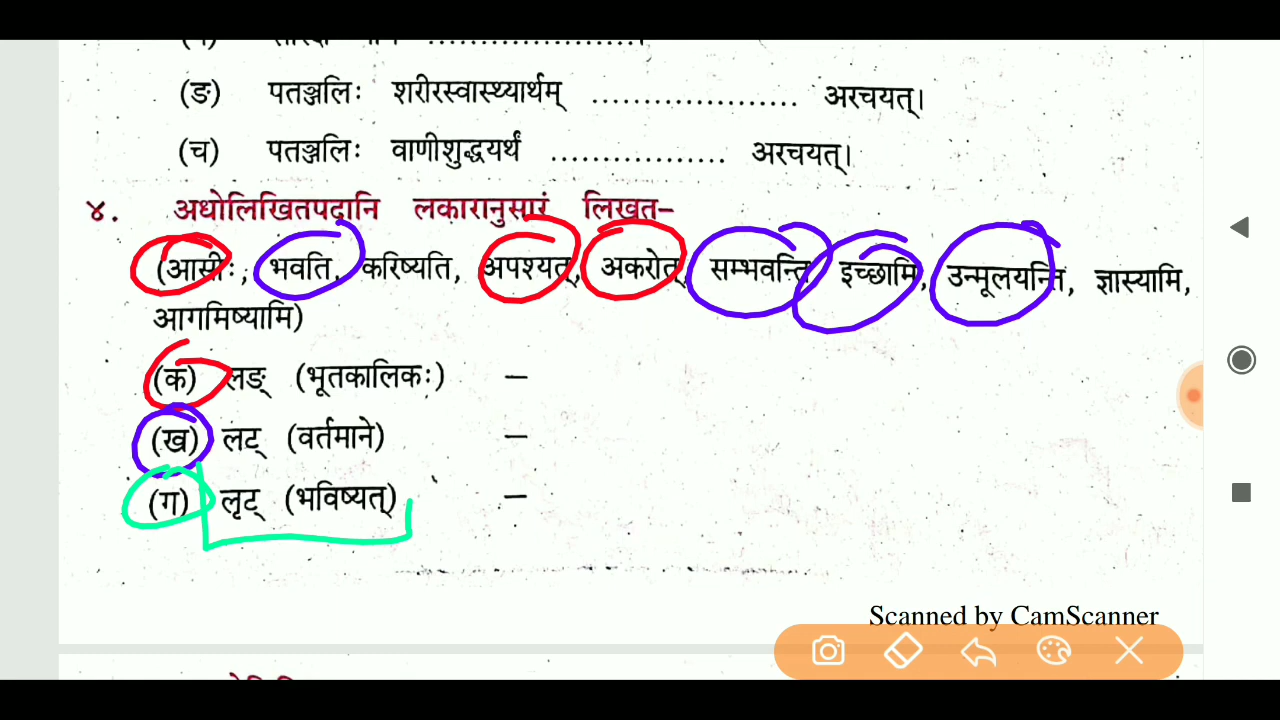 (ङ) पतञ्जलिः शरीरस्वास्थ्यार्थम् ..................... अरचयत्।
(च) पतञ्जलिः वाणीशुद्धयर्थं ................. अरचयत्।
४. अधोलिखितपदानि लकारानुसारं लिखत–
(आसीः, भवति, करिष्यति, अपश्यत्, अकरोत्, सम्भवन्ति, इच्छामि, उन्मूलयन्ति, ज्ञास्यामि,
आगमिष्यामि)
(क) लङ् (भूतकालिकः) –
(ख) लट् (वर्तमाने) –
(ग) लृट् (भविष्यत्) –
Scanned by CamScanner